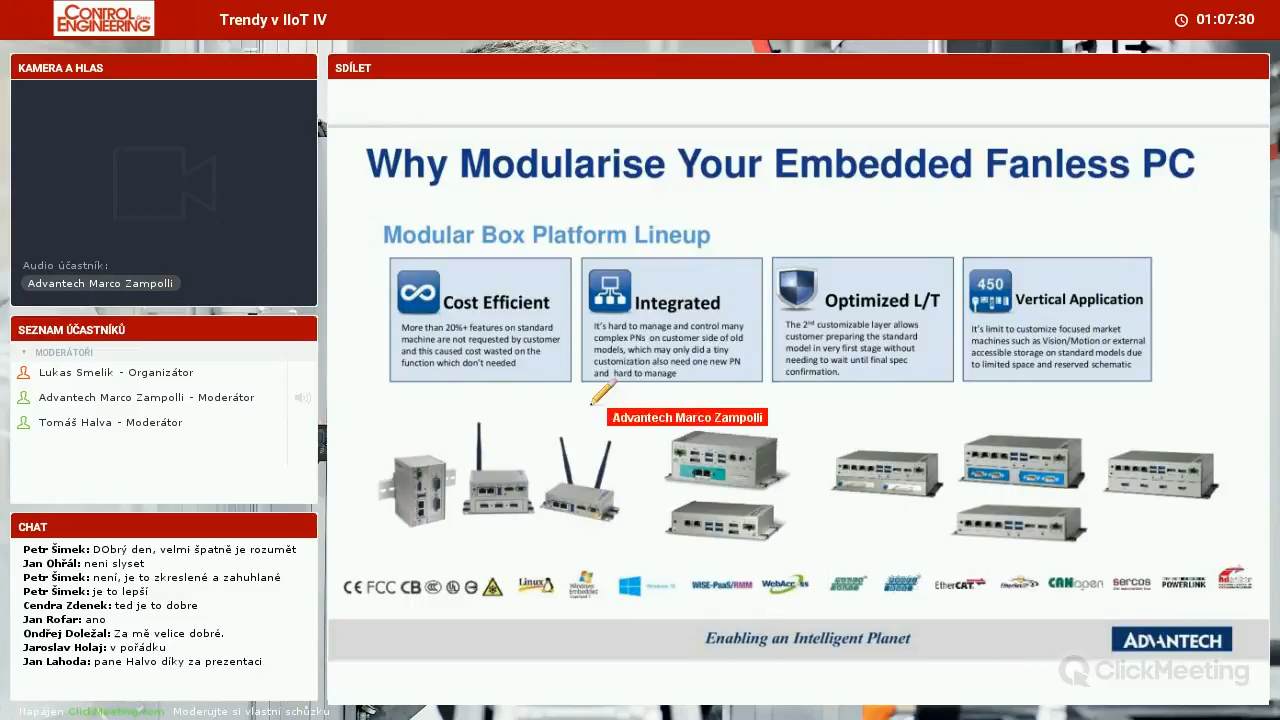 CONTROL
ENGINEERING
Česko
Trendy v IIoT IV
01:07:30
KAMERA A HLAS
Audio účastník:
Advantech Marco Zampolli
SEZNAM ÚČASTNÍKŮ
MODERÁTOŘI
Lukas Smelik - Organizátor
Advantech Marco Zampolli - Moderátor
Tomáš Halva - Moderátor
CHAT
Petr Šimek: DObrý den, velmi špatně je rozumět
Jan Ohřál: neni slyset
Petr Šimek: není, je to zkreslené a zahuhlané
Petr Šimek: je to lepší
Cendra Zdenek: ted je to dobre
Jan Rofar: ano
Ondřej Doležal: Za mě velice dobré.
Jaroslav Holaj: v pořádku
Jan Lahoda: pane Halvo díky za prezentaci
Napájen ClickMeeting.com Moderujte si vlastní schůzku
SDÍLET
Why Modularise Your Embedded Fanless PC
Modular Box Platform Lineup
Cost Efficient
More than 20%+ features on standard
machine are not requested by customer
and this caused cost wasted on the
function which don't needed
Integrated
It's hard to manage and control many
complex PNs on customer side of old
models, which may only did a tiny
customization also need one new PN
and hard to manage
Optimized L/T
The 2nd customizable layer allows
customer preparing the standard
model in very first stage without
needing to wait until final spec
confirmation.
450
Vertical Application
It's limit to customize focused market
machines such as Vision/Motion or external
accessible storage on standard models due
to limited space and reserved schematic
Advantech Marco Zampolli
CE FCC CB CCC UL
Linux
Windows
Embedded
Windows 10
WISE-PaaS/RMM
WebAccess
EtherCAT
EtherNet/IP
CANopen
sercos
POWERLINK
Enabling an Intelligent Planet
ADVANTECH
ClickMeeting